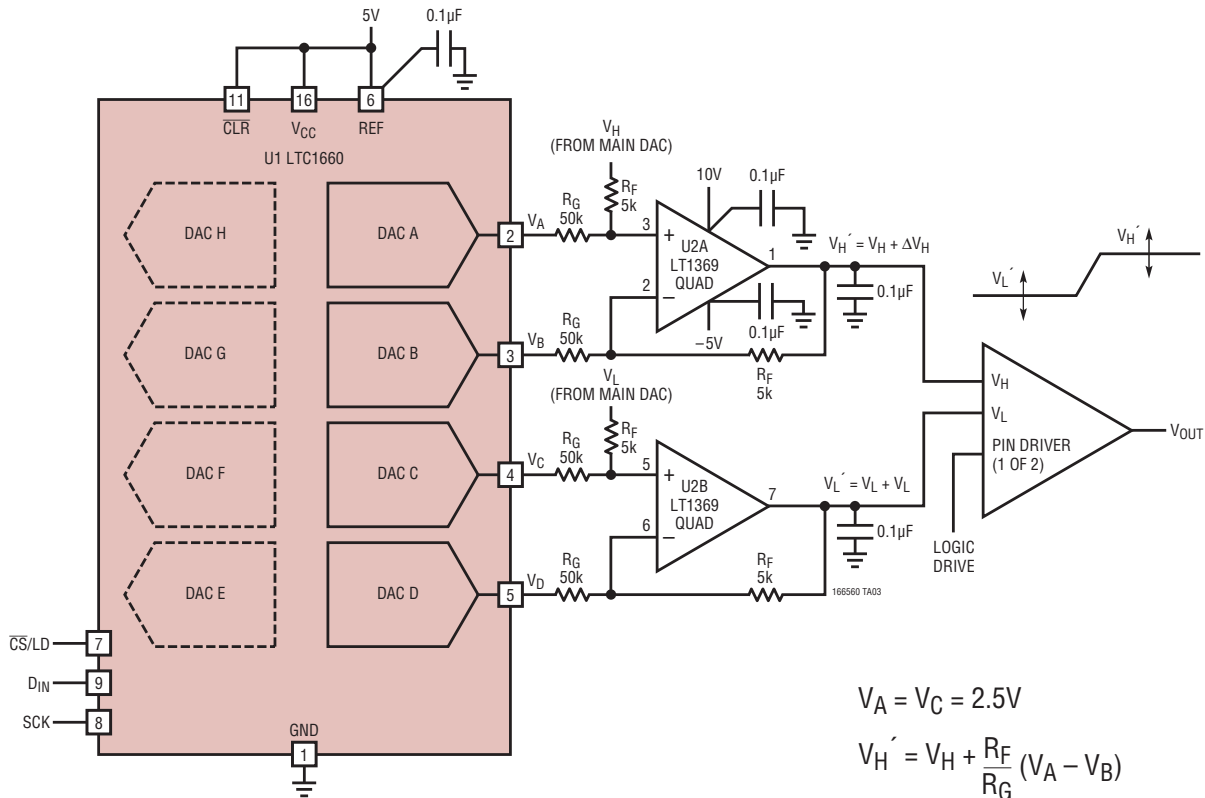 5V
0.1µF
11
16
6
CLR
VCC
REF
U1 LTC1660
DAC H
DAC A
DAC G
DAC B
DAC F
DAC C
DAC E
DAC D
2
3
4
5
CS/LD
7
DIN
9
SCK
8
GND
1
VH
(FROM MAIN DAC)
RF
5k
VA
RG
50k
3
+
U2A
LT1369
QUAD
2
–
1
10V
0.1µF
–5V
0.1µF
VB
RG
50k
RF
5k
VH´ = VH + ΔVH
0.1µF
VL
(FROM MAIN DAC)
RF
5k
VC
RG
50k
5
+
U2B
LT1369
QUAD
6
–
7
VD
RG
50k
RF
5k
VL´ = VL + VL
0.1µF
166560 TA03
VL´
VH´
VH
VL
PIN DRIVER
(1 OF 2)
VOUT
LOGIC
DRIVE
VA = VC = 2.5V
VH´ = VH + RF/RG (VA – VB)